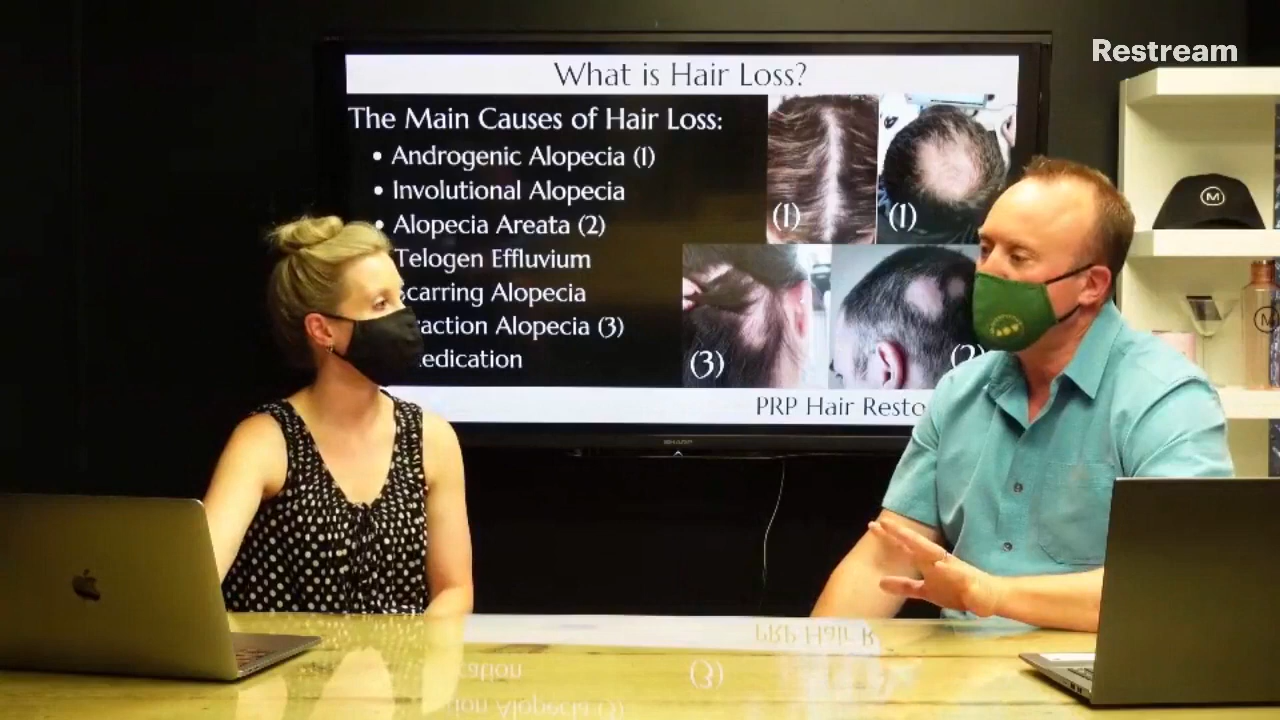 Restream
What is Hair Loss?
The Main Causes of Hair Loss:
• Androgenic Alopecia (1)
• Involutional Alopecia
• Alopecia Areata (2)
Telogen Effluvium
Alopecia
Alopecia (3)
(1)
(1)
(3)
PRP Hair
SHARP
M
M